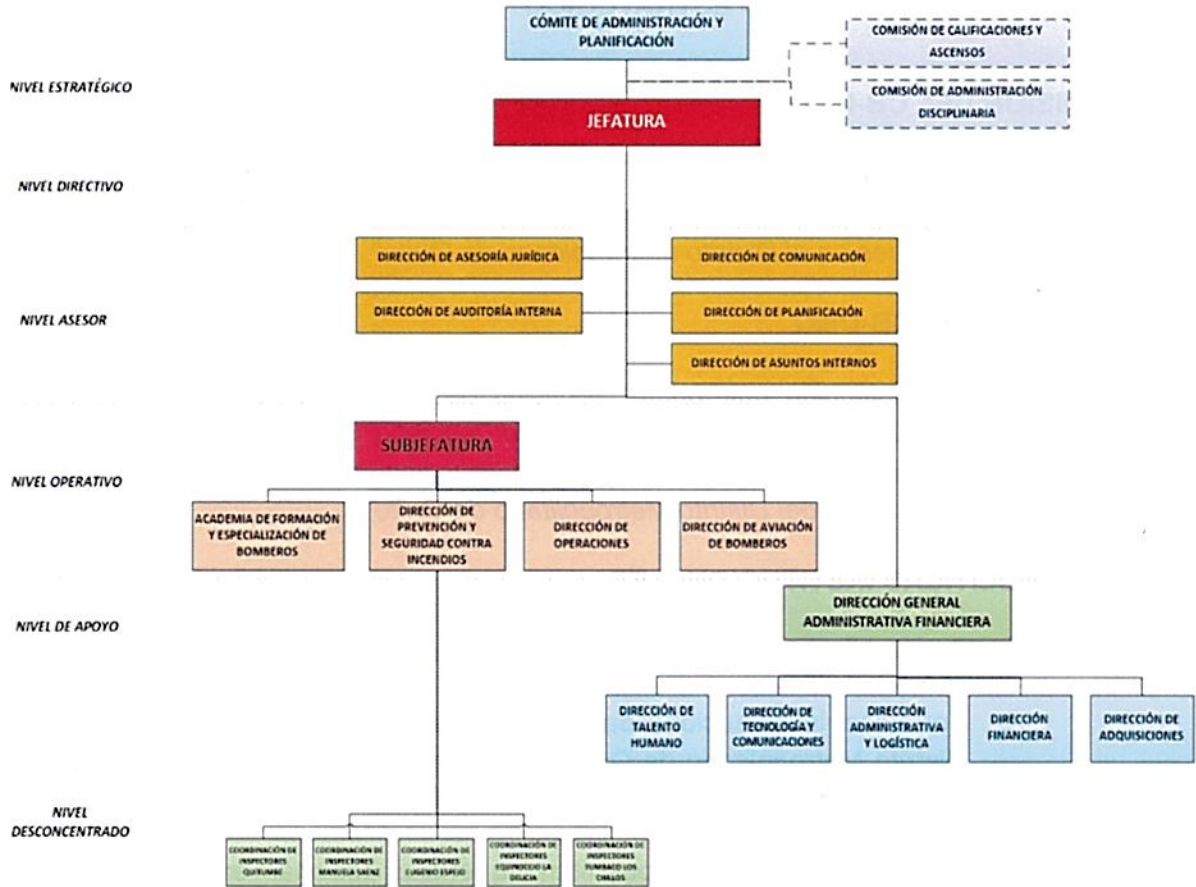 CÓMITE DE ADMINISTRACIÓN Y
PLANIFICACIÓN
COMISIÓN DE CALIFICACIONES Y
ASCENSOS
NIVEL ESTRATÉGICO
COMISIÓN DE ADMINISTRACIÓN
DISCIPLINARIA
JEFATURA
NIVEL DIRECTIVO
DIRECCIÓN DE ASESORÍA JURÍDICA
DIRECCIÓN DE COMUNICACIÓN
NIVEL ASESOR
DIRECCIÓN DE AUDITORÍA INTERNA
DIRECCIÓN DE PLANIFICACIÓN
DIRECCIÓN DE ASUNTOS INTERNOS
SUBJEFATURA
NIVEL OPERATIVO
ACADEMIA DE FORMACIÓN
Y ESPECIALIZACIÓN DE
BOMBEROS
DIRECCIÓN DE
PREVENCIÓN Y
SEGURIDAD CONTRA
INCENDIOS
DIRECCIÓN DE
OPERACIONES
DIRECCIÓN DE AVIACIÓN
DE BOMBEROS
NIVEL DE APOYO
DIRECCIÓN GENERAL
ADMINISTRATIVA FINANCIERA
DIRECCIÓN DE
TALENTO
HUMANO
DIRECCIÓN DE
TECNOLOGÍA Y
COMUNICACIONES
DIRECCIÓN
ADMINISTRATIVA
Y LOGÍSTICA
DIRECCIÓN
FINANCIERA
DIRECCIÓN DE
ADQUISICIONES
NIVEL
DESCONCENTRADO
COORDINACIÓN DE
INSPECTORES
QUITUMBE
COORDINACIÓN DE
INSPECTORES
MANUELA SAENZ
COORDINACIÓN DE
INSPECTORES
EUGENIO ESPEJO
COORDINACIÓN DE
INSPECTORES
EQUINOCCIO LA
DELICIA
COORDINACIÓN DE
INSPECTORES
TUMBACO LOS
CHILLOS